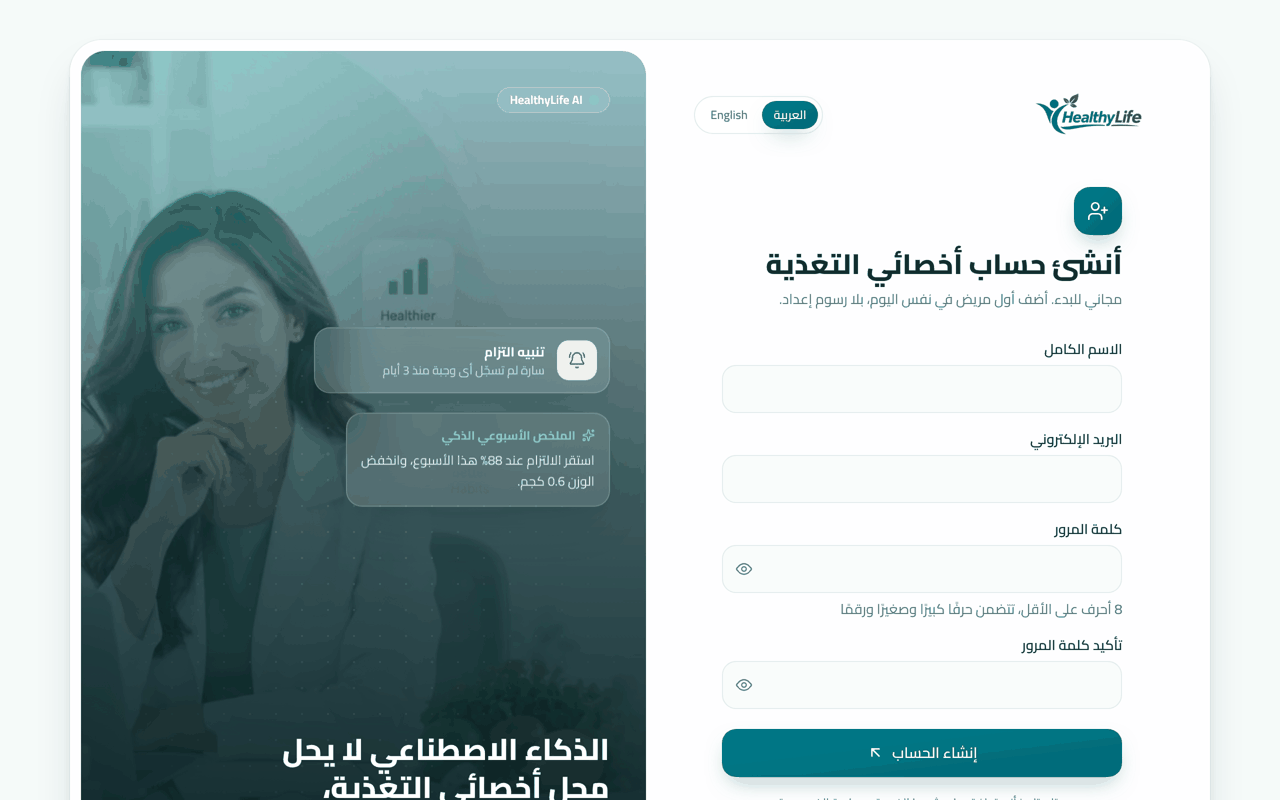 HealthyLife
العربية
English
أنشئ حساب أخصائي التغذية
مجاني للبدء. أضف أول مريض في نفس اليوم، بلا رسوم إعداد.
الاسم الكامل
البريد الإلكتروني
كلمة المرور
8 أحرف على الأقل، تتضمن حرفًا كبيرًا وصغيرًا ورقمًا
تأكيد كلمة المرور
إنشاء الحساب
HealthyLife AI
Healthier
تنبيه التزام
سارة لم تسجّل أي وجبة منذ 3 أيام
الملخص الأسبوعي الذكي
استقر الالتزام عند 88% هذا الأسبوع، وانخفض
الوزن 0.6 كجم.
الذكاء الاصطناعي لا يحل
محل أخصائي التغذية،